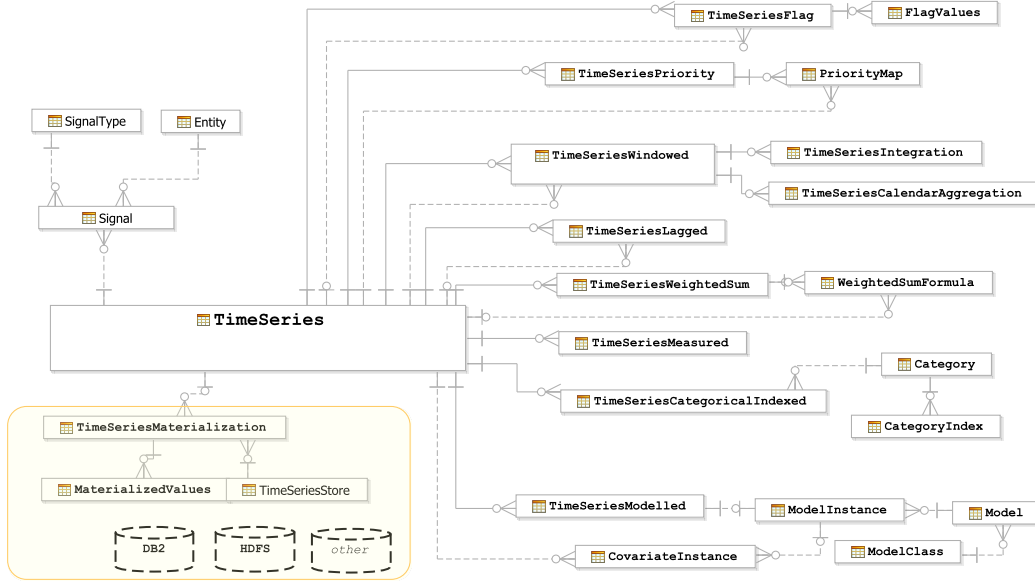 TimeSeriesFlag
FlagValues
TimeSeriesPriority
PriorityMap
SignalType
Entity
TimeSeriesWindowed
TimeSeriesIntegration
TimeSeriesCalendarAggregation
Signal
TimeSeriesLagged
TimeSeriesWeightedSum
WeightedSumFormula
TimeSeries
TimeSeriesMeasured
Category
TimeSeriesCategoricalIndexed
CategoryIndex
TimeSeriesMaterialization
MaterializedValues
TimeSeriesStore
TimeSeriesModelled
ModelInstance
Model
DB2
HDFS
other
CovariateInstance
ModelClass